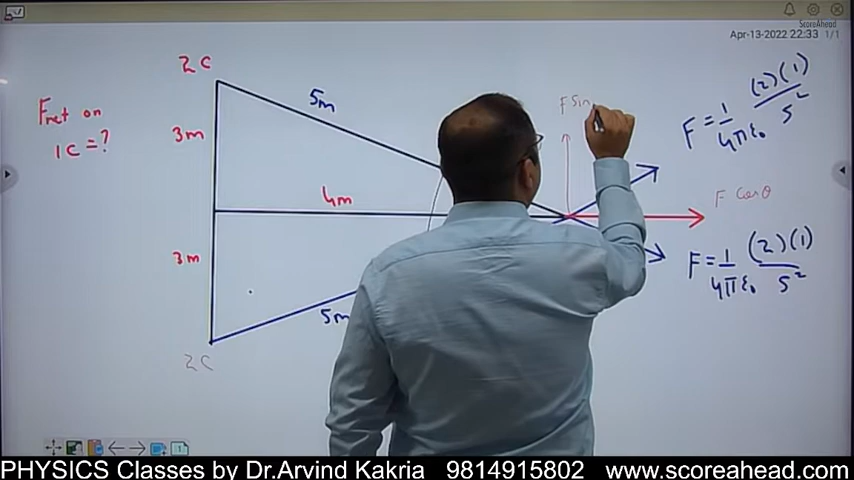 ScoreAhead
Apr-13-2022 22:33 1/1
2C
Fnet on
1C = ?
3m
5m
4m
3m
5m
2C
F Sin
F Cosθ
F = 1/4πε₀ (2)(1)/5²
F = 1/4πε₀ (2)(1)/5²
1
PHYSICS Classes by Dr.Arvind Kakria 9814915802 www.scoreahead.com